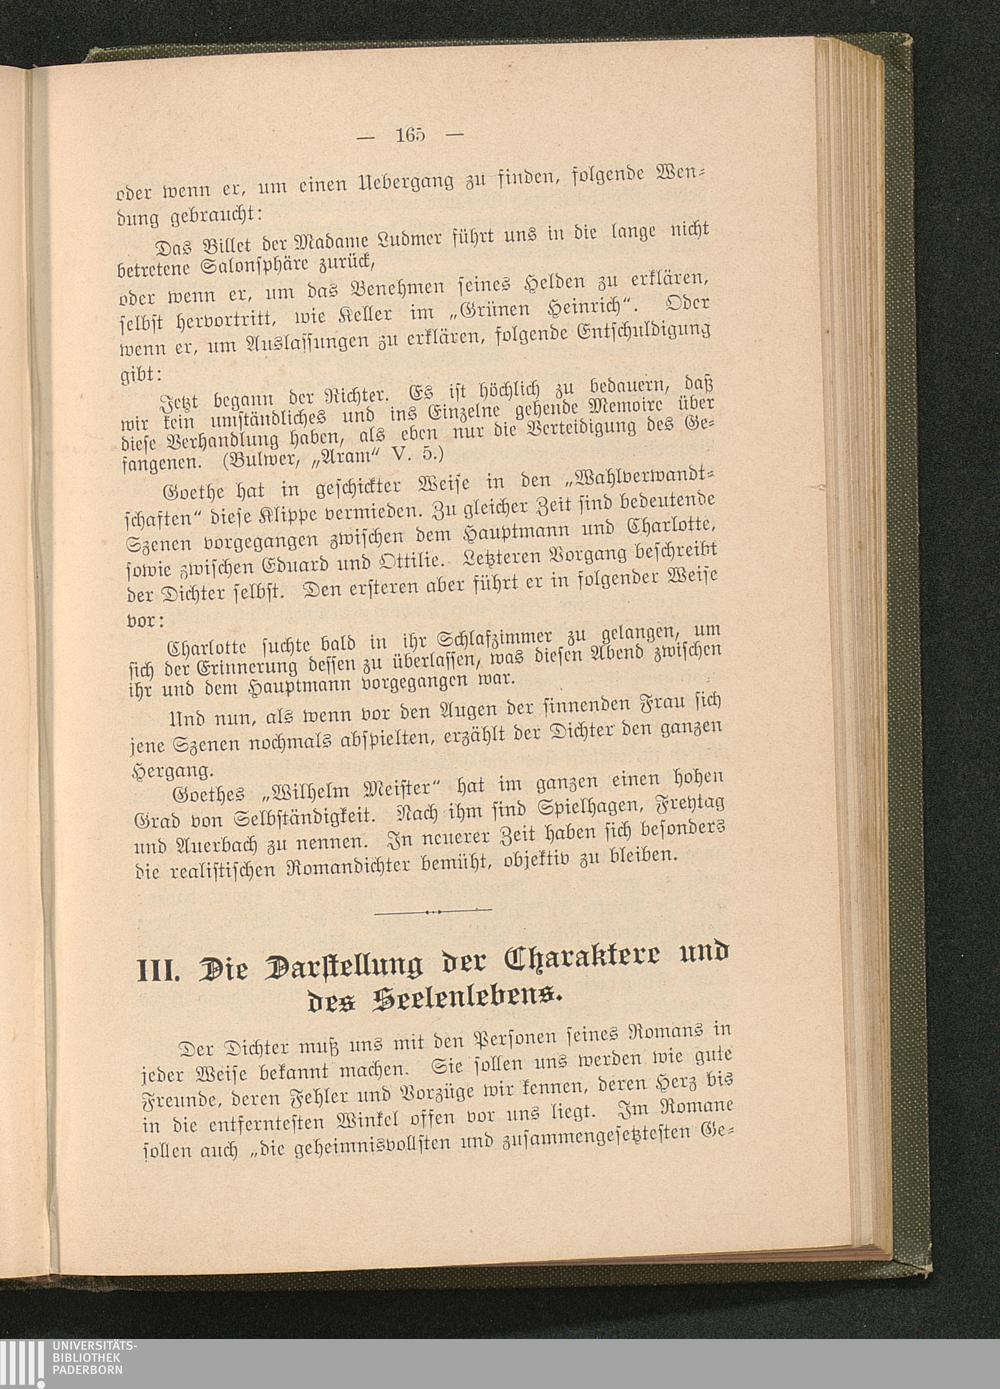 — 165 —
oder wenn er, um einen Uebergang zu finden, folgende Wen-
dung gebraucht:
Das Billet der Madame Ludmer führt uns in die lange nicht
betretene Salonsphäre zurück,
oder wenn er, um das Benehmen seines Helden zu erklären,
selbst hervortritt, wie Keller im „Grünen Heinrich“. Oder
wenn er, um Auslassungen zu erklären, folgende Entschuldigung
gibt:
Jetzt begann der Richter. Es ist höchlich zu bedauern, daß
wir kein umständliches und ins Einzelne gehende Memoire über
diese Verhandlung haben, als eben nur die Verteidigung des Ge-
fangenen. (Bulwer, „Aram“ V. 5.)
Goethe hat in geschickter Weise in den „Wahlverwandt-
schaften“ diese Klippe vermieden. Zu gleicher Zeit sind bedeutende
Szenen vorgegangen zwischen dem Hauptmann und Charlotte,
sowie zwischen Eduard und Ottilie. Letzteren Vorgang beschreibt
der Dichter selbst. Den ersteren aber führt er in folgender Weise
vor:
Charlotte suchte bald in ihr Schlafzimmer zu gelangen, um
sich der Erinnerung dessen zu überlassen, was diesen Abend zwischen
ihr und dem Hauptmann vorgegangen war.
Und nun, als wenn vor den Augen der sinnenden Frau sich
jene Szenen nochmals abspielten, erzählt der Dichter den ganzen
Hergang.
Goethes „Wilhelm Meister“ hat im ganzen einen hohen
Grad von Selbständigkeit. Nach ihm sind Spielhagen, Freytag
und Auerbach zu nennen. In neuerer Zeit haben sich besonders
die realistischen Romandichter bemüht, objektiv zu bleiben.
III. Die Darstellung der Charaktere und
des Seelenlebens.
Der Dichter muß uns mit den Personen seines Romans in
jeder Weise bekannt machen. Sie sollen uns werden wie gute
Freunde, deren Fehler und Vorzüge wir kennen, deren Herz bis
in die entferntesten Winkel offen vor uns liegt. Im Romane
sollen auch „die geheimnisvollsten und zusammengesetztesten Ge-
UNIVERSITÄTS-
BIBLIOTHEK
PADERBORN